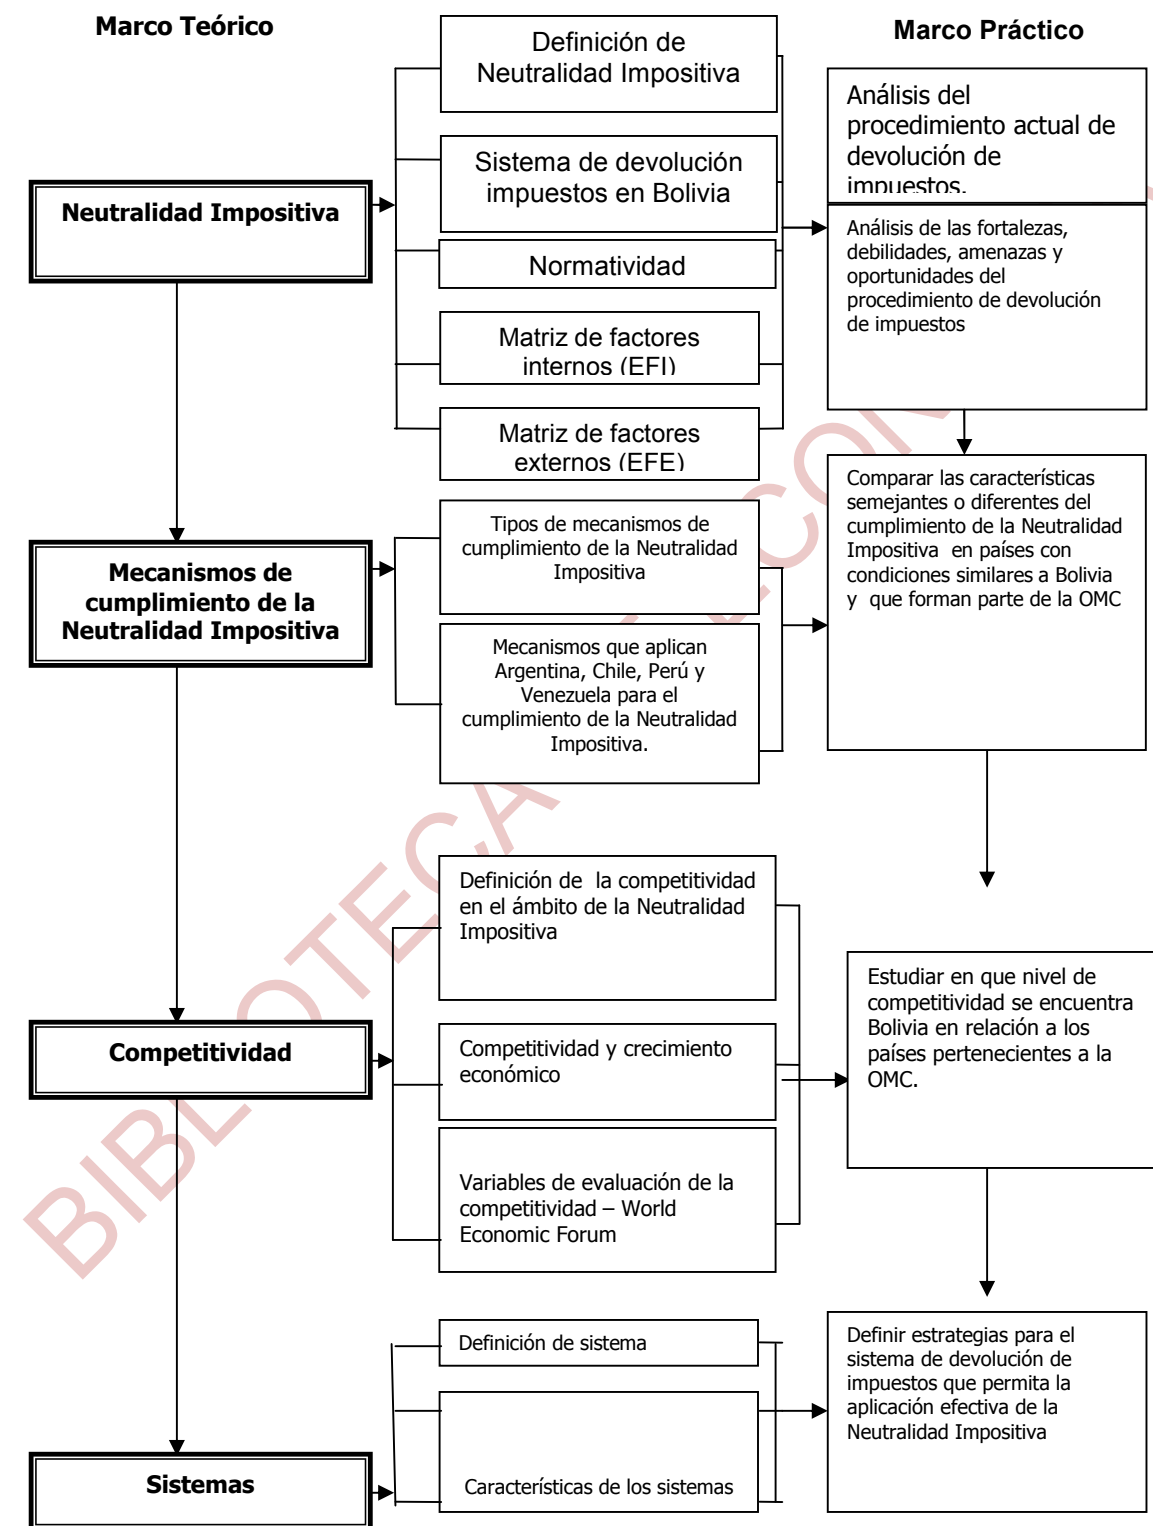 Marco Teórico
Marco Práctico
Definición de
Neutralidad Impositiva
Sistema de devolución
impuestos en Bolivia
Neutralidad Impositiva
Normatividad
Matriz de factores
internos (EFI)
Matriz de factores
externos (EFE)
Análisis del
procedimiento actual de
devolución de
impuestos.
Análisis de las fortalezas,
debilidades, amenazas y
oportunidades del
procedimiento de devolución
de impuestos
Mecanismos de
cumplimiento de la
Neutralidad Impositiva
Tipos de mecanismos de
cumplimiento de la Neutralidad
Impositiva
Mecanismos que aplican
Argentina, Chile, Perú y
Venezuela para el
cumplimiento de la Neutralidad
Impositiva.
Comparar las características
semejantes o diferentes del
cumplimiento de la Neutralidad
Impositiva en países con
condiciones similares a Bolivia
y que forman parte de la OMC
Competitividad
Definición de la competitividad
en el ámbito de la Neutralidad
Impositiva
Competitividad y crecimiento
económico
Variables de evaluación de la
competitividad – World
Economic Forum
Estudiar en que nivel de
competitividad se encuentra
Bolivia en relación a los
países pertenecientes a la
OMC.
Sistemas
Definición de sistema
Características de los sistemas
Definir estrategias para el
sistema de devolución de
impuestos que permita la
aplicación efectiva de la
Neutralidad Impositiva